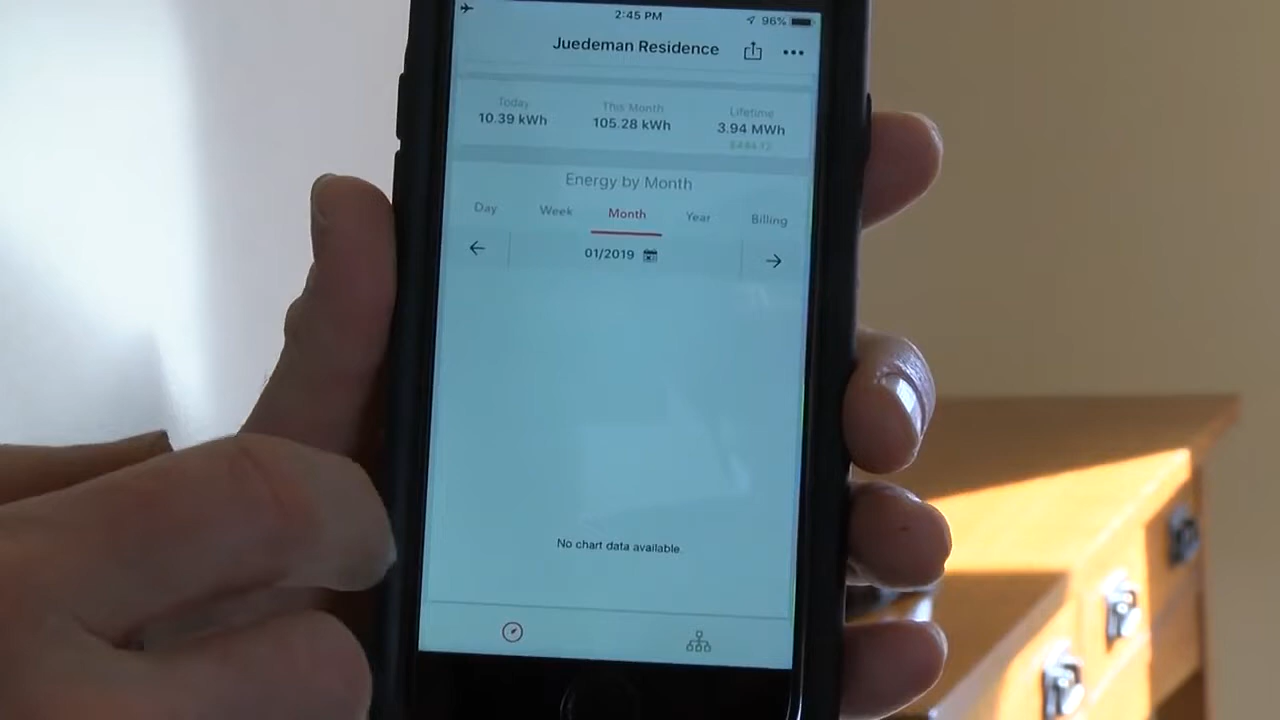 2:45 PM
96%
Juedeman Residence
Today
10.39 kWh
This Month
105.28 kWh
Lifetime
3.94 MWh
Energy by Month
Day Week Month Year Billing
01/2019
No chart data available.